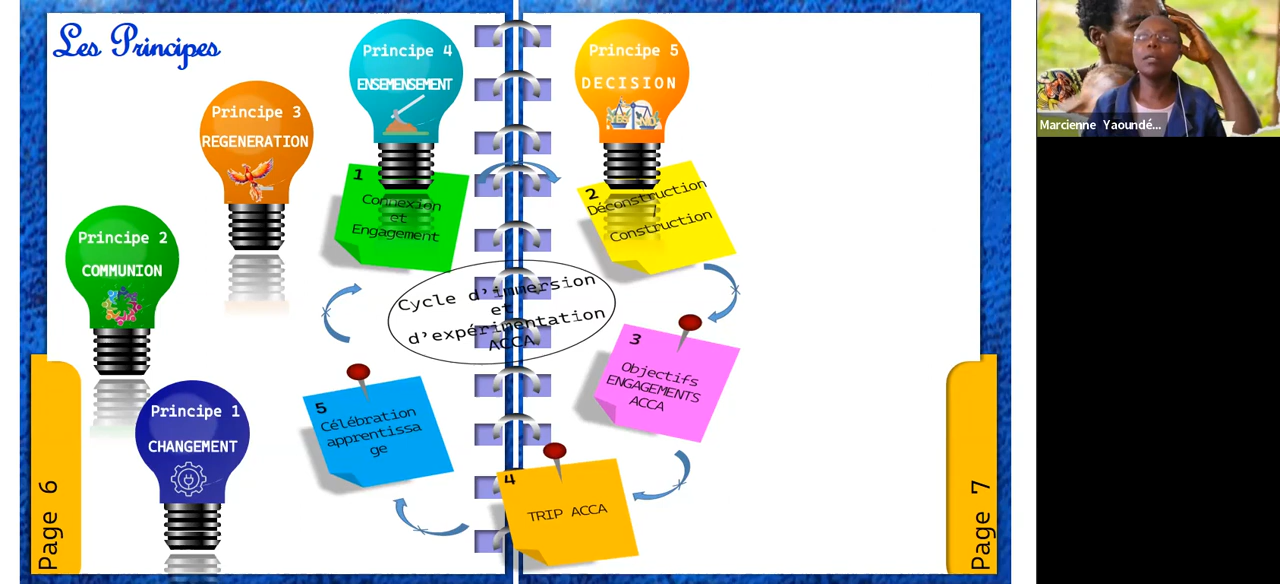 Les Principes
Principe 4
ENSEMENSEMENT
Principe 5
DECISION
YES NO
Principe 3
REGENERATION
Principe 2
COMMUNION
Principe 1
CHANGEMENT
1
Connexion
et
Engagement
2
Déconstruction
Construction
Cycle d'immersion
et
d'expérimentation
ACCA
3
Objectifs
ENGAGEMENTS
ACCA
5
Célébration
apprentissa
ge
4
TRIP ACCA
Page 6
Page 7
Marcienne Yaoundé...